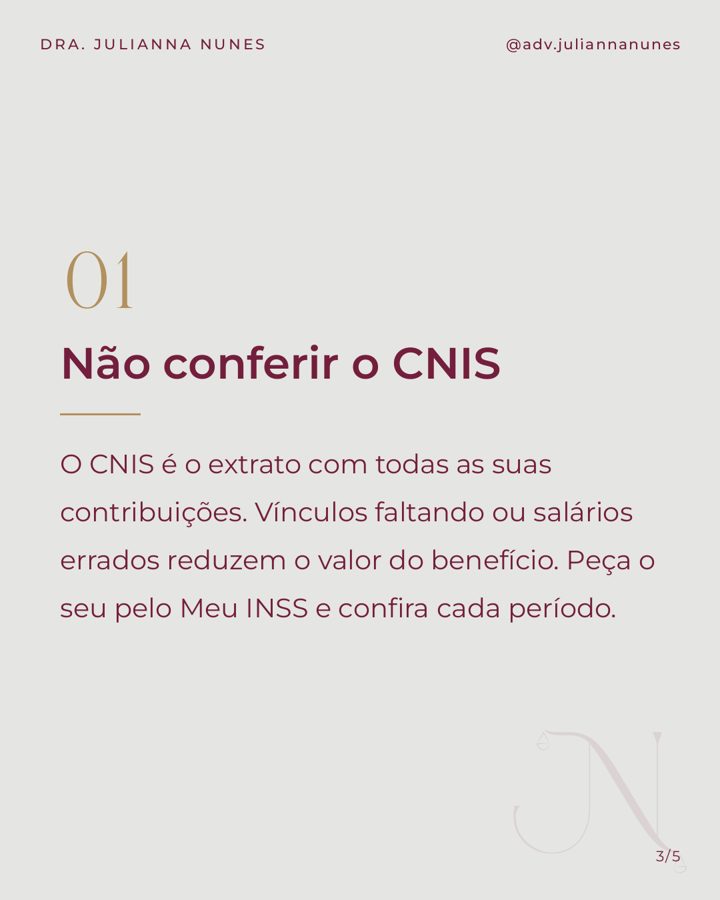 DRA. JULIANNA NUNES
@adv.juliannanunes
01
Não conferir o CNIS
O CNIS é o extrato com todas as suas
contribuições. Vínculos faltando ou salários
errados reduzem o valor do benefício. Peça o
seu pelo Meu INSS e confira cada período.
JN
3/5